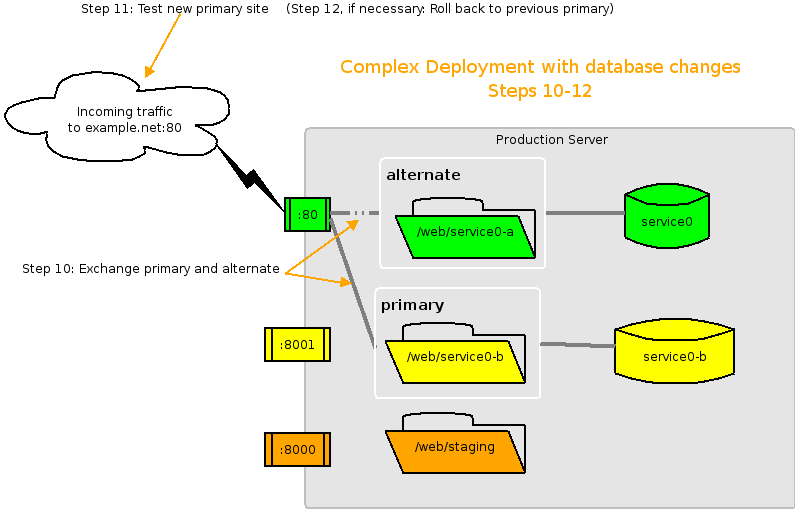 Step 11: Test new primary site (Step 12, if necessary: Roll back to previous primary)
Complex Deployment with database changes
Steps 10-12
Incoming traffic
to example.net:80
Production Server
alternate
:80
/web/service0-a
service0
Step 10: Exchange primary and alternate
primary
:8001
/web/service0-b
service0-b
:8000
/web/staging